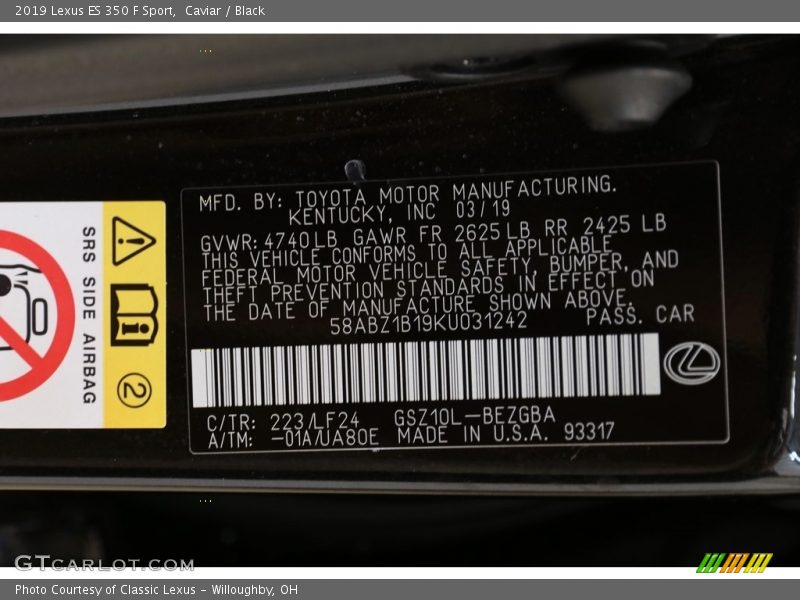 2019 Lexus ES 350 F Sport, Caviar / Black
MFD. BY: TOYOTA MOTOR MANUFACTURING.
KENTUCKY, INC 03/19
GVWR: 4740LB GAWR FR 2625LB RR 2425 LB
THIS VEHICLE CONFORMS TO ALL APPLICABLE
FEDERAL MOTOR VEHICLE SAFETY, BUMPER, AND
THEFT PREVENTION STANDARDS IN EFFECT ON
THE DATE OF MANUFACTURE SHOWN ABOVE.
58ABZ1B19KU031242 PASS. CAR
C/TR: 223/LF24 GSZ10L-BEZGBA
A/TM: -01A/UA80E MADE IN U.S.A. 93317
SRS SIDE AIRBAG
2
GTCARLOT.COM
Photo Courtesy of Classic Lexus - Willoughby, OH